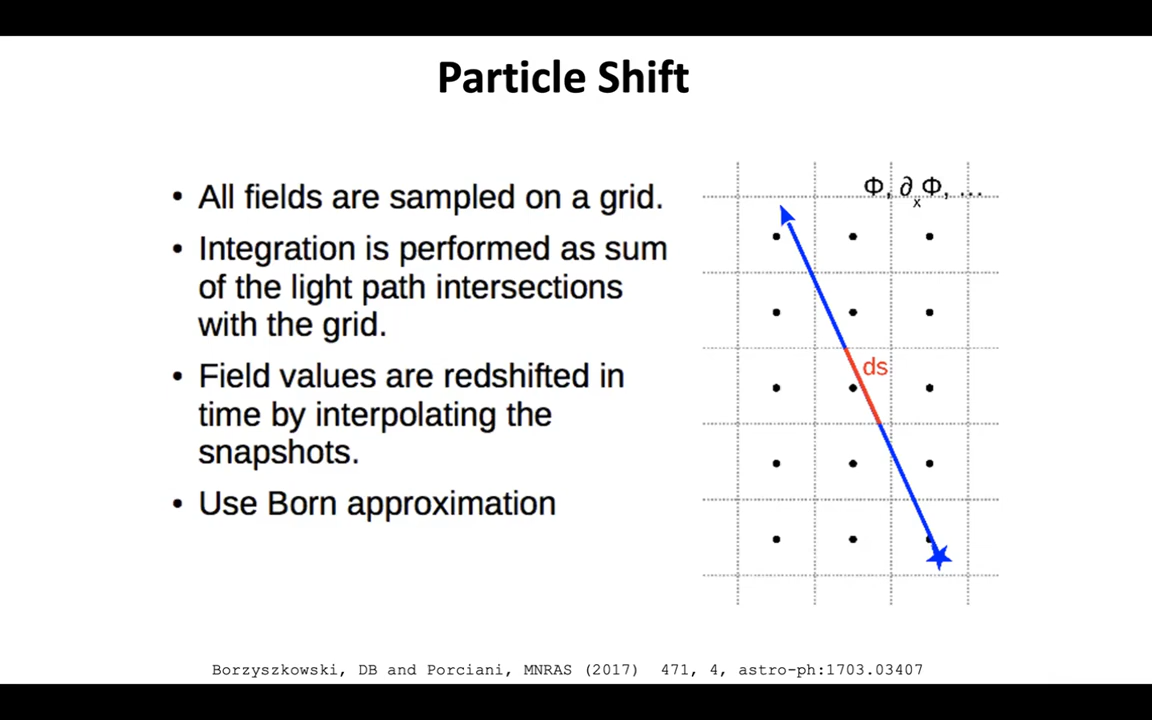 Particle Shift
• All fields are sampled on a grid.
• Integration is performed as sum
of the light path intersections
with the grid.
• Field values are redshifted in
time by interpolating the
snapshots.
• Use Born approximation
Φ, ∂ₓΦ, ...
ds
Borzyszkowski, DB and Porciani, MNRAS (2017) 471, 4, astro-ph:1703.03407